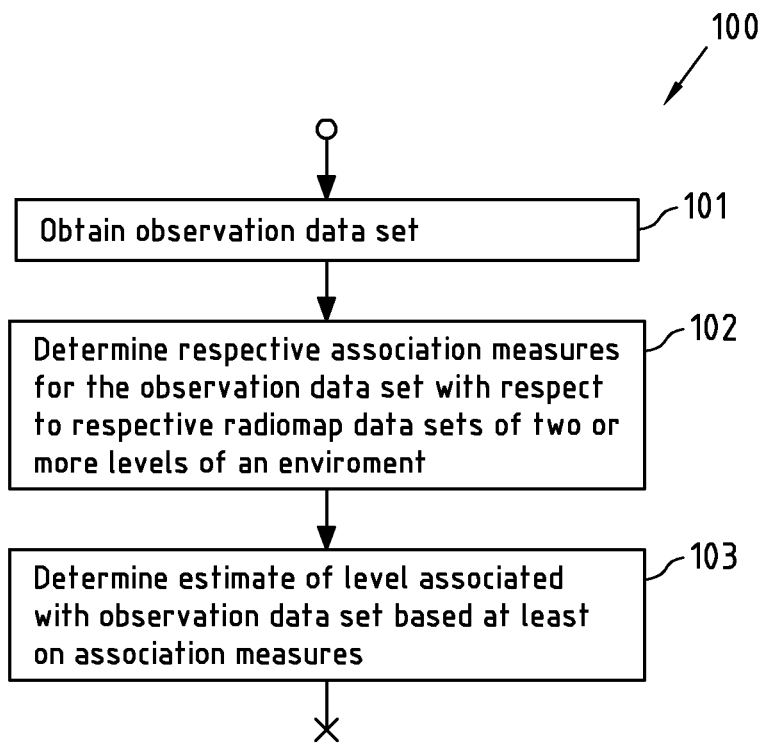 100
Obtain observation data set
101
Determine respective association measures
for the observation data set with respect
to respective radiomap data sets of two or
more levels of an enviroment
102
Determine estimate of level associated
with observation data set based at least
on association measures
103